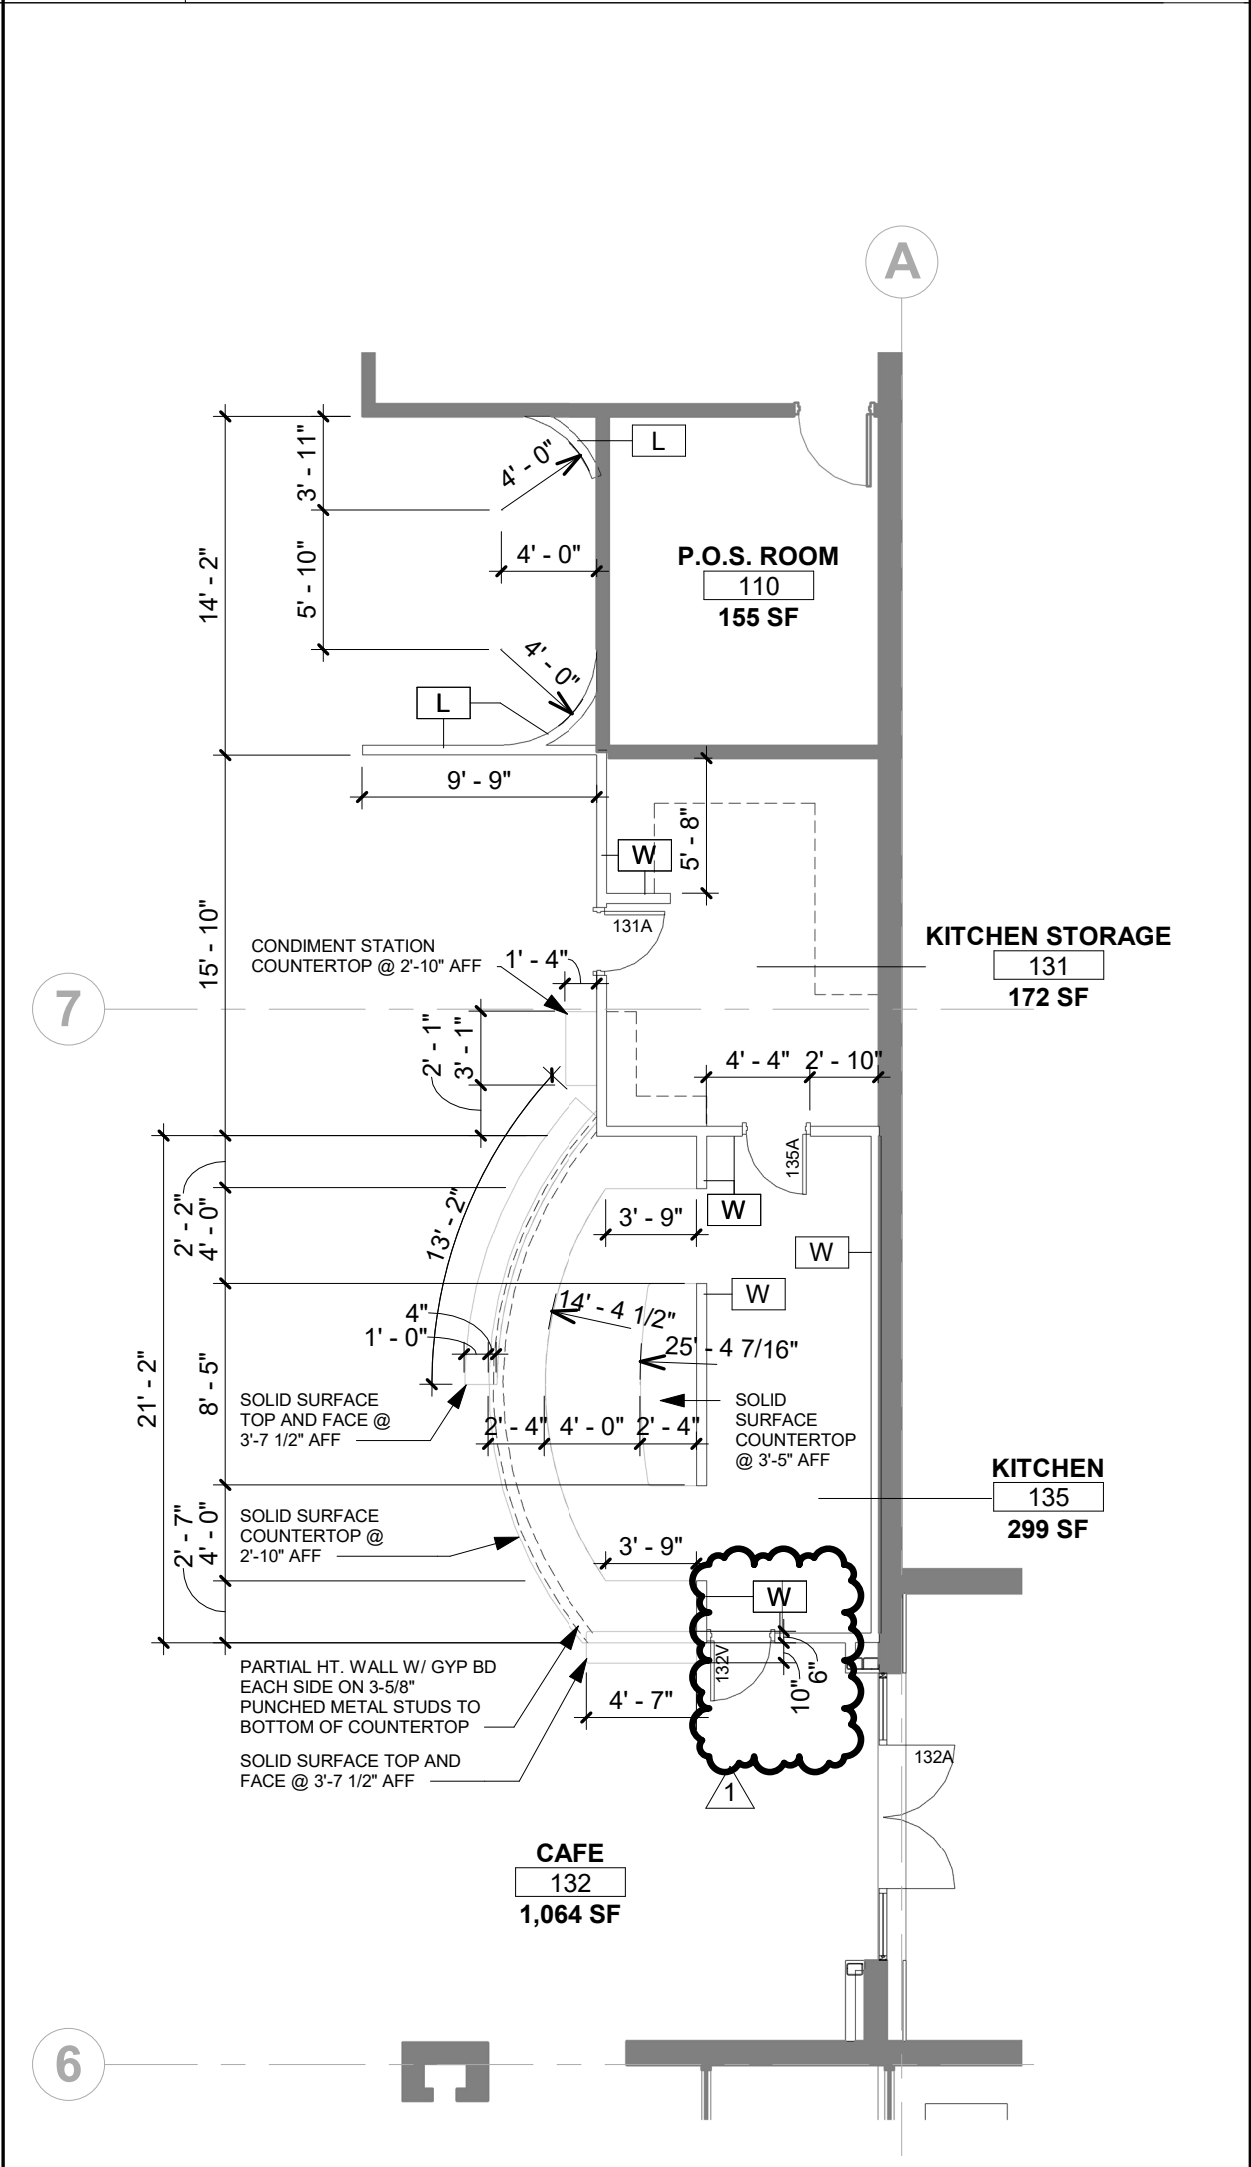 A
3' - 11"
4' - 0"
L
14' - 2"
5' - 10"
4' - 0"
P.O.S. ROOM
110
155 SF
4' - 0"
L
9' - 9"
5' - 8"
W
131A
15' - 10"
CONDIMENT STATION
COUNTERTOP @ 2'-10" AFF
1' - 4"
KITCHEN STORAGE
131
172 SF
7
2' - 1"
3' - 1"
4' - 4"
2' - 10"
135A
2' - 2"
4' - 0"
13' - 2"
3' - 9"
W
W
W
14' - 4 1/2"
4"
1' - 0"
25' - 4 7/16"
21' - 2"
8' - 5"
SOLID SURFACE
TOP AND FACE @
3'-7 1/2" AFF
2' - 4"
4' - 0"
2' - 4"
SOLID
SURFACE
COUNTERTOP
@ 3'-5" AFF
KITCHEN
135
299 SF
2' - 7"
4' - 0"
SOLID SURFACE
COUNTERTOP @
2'-10" AFF
3' - 9"
W
132V
10"
6"
PARTIAL HT. WALL W/ GYP BD
EACH SIDE ON 3-5/8"
PUNCHED METAL STUDS TO
BOTTOM OF COUNTERTOP
4' - 7"
SOLID SURFACE TOP AND
FACE @ 3'-7 1/2" AFF
132A
1
CAFE
132
1,064 SF
6